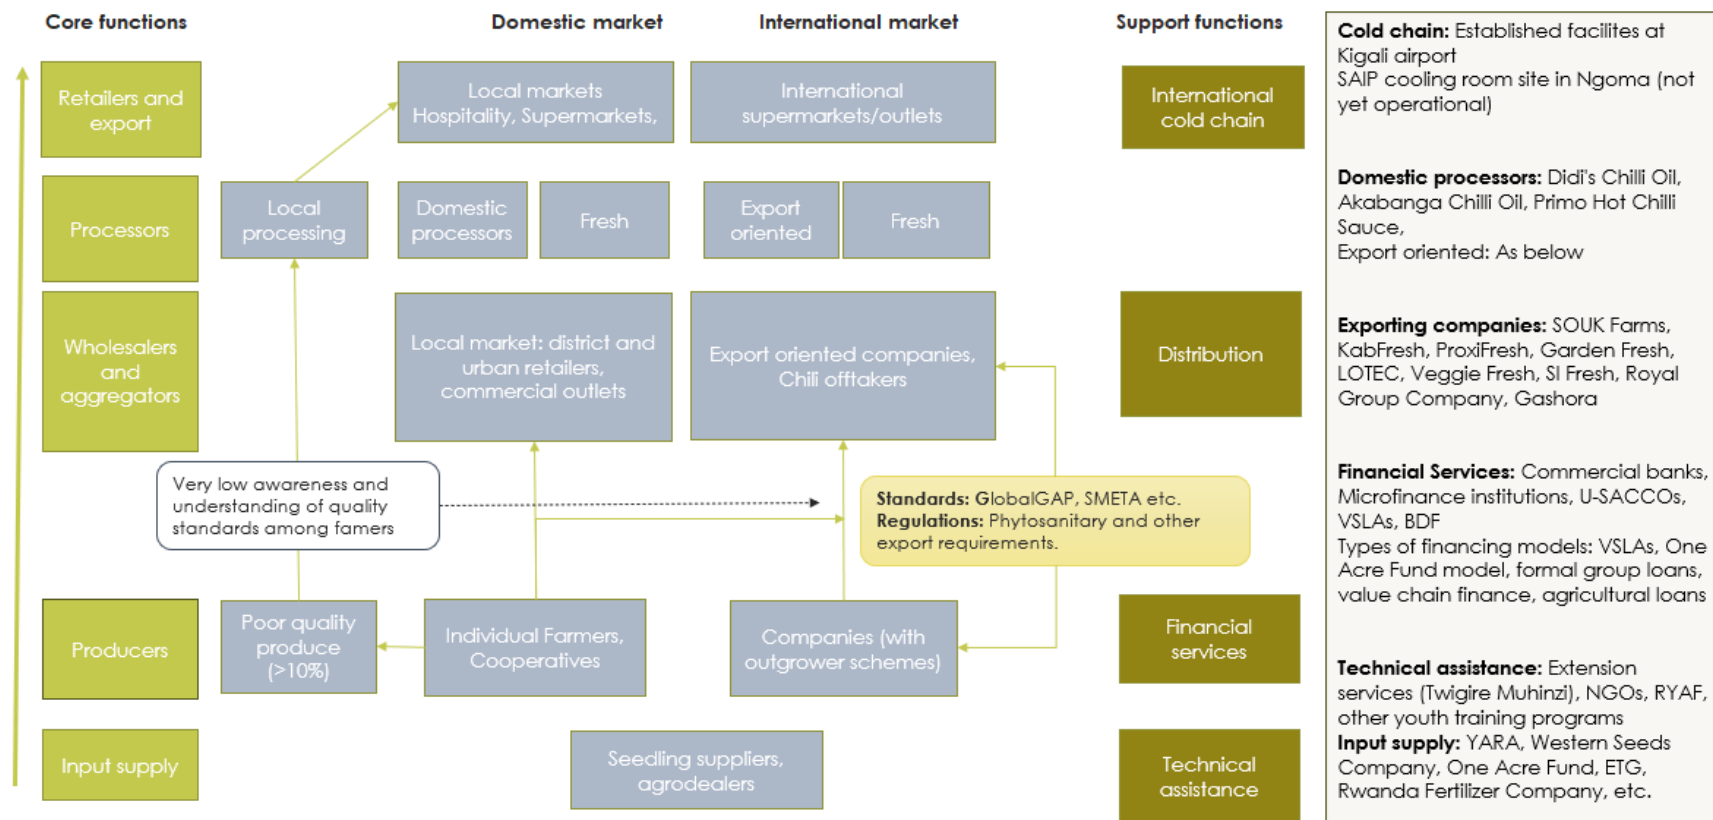 Core functions
Domestic market
International market
Support functions
Retailers and
export
Local markets
Hospitality, Supermarkets,
International
supermarkets/outlets
International
cold chain
Processors
Local
processing
Domestic
processors
Fresh
Export
oriented
Fresh
Wholesalers
and
aggregators
Local market: district and
urban retailers,
commercial outlets
Export oriented companies,
Chili offtakers
Distribution
Very low awareness and
understanding of quality
standards among famers
Standards: GlobalGAP, SMETA etc.
Regulations: Phytosanitary and other
export requirements.
Producers
Poor quality
produce
(>10%)
Individual Farmers,
Cooperatives
Companies (with
outgrower schemes)
Financial
services
Input supply
Seedling suppliers,
agrodealers
Technical
assistance
Cold chain: Established facilites at
Kigali airport
SAIP cooling room site in Ngoma (not
yet operational)
Domestic processors: Didi's Chilli Oil,
Akabanga Chilli Oil, Primo Hot Chilli
Sauce,
Export oriented: As below
Exporting companies: SOUK Farms,
KabFresh, ProxiFresh, Garden Fresh,
LOTEC, Veggie Fresh, SI Fresh, Royal
Group Company, Gashora
Financial Services: Commercial banks,
Microfinance institutions, U-SACCOs,
VSLAs, BDF
Types of financing models: VSLAs, One
Acre Fund model, formal group loans,
value chain finance, agricultural loans
Technical assistance: Extension
services (Twigire Muhinzi), NGOs, RYAF,
other youth training programs
Input supply: YARA, Western Seeds
Company, One Acre Fund, ETG,
Rwanda Fertilizer Company, etc.